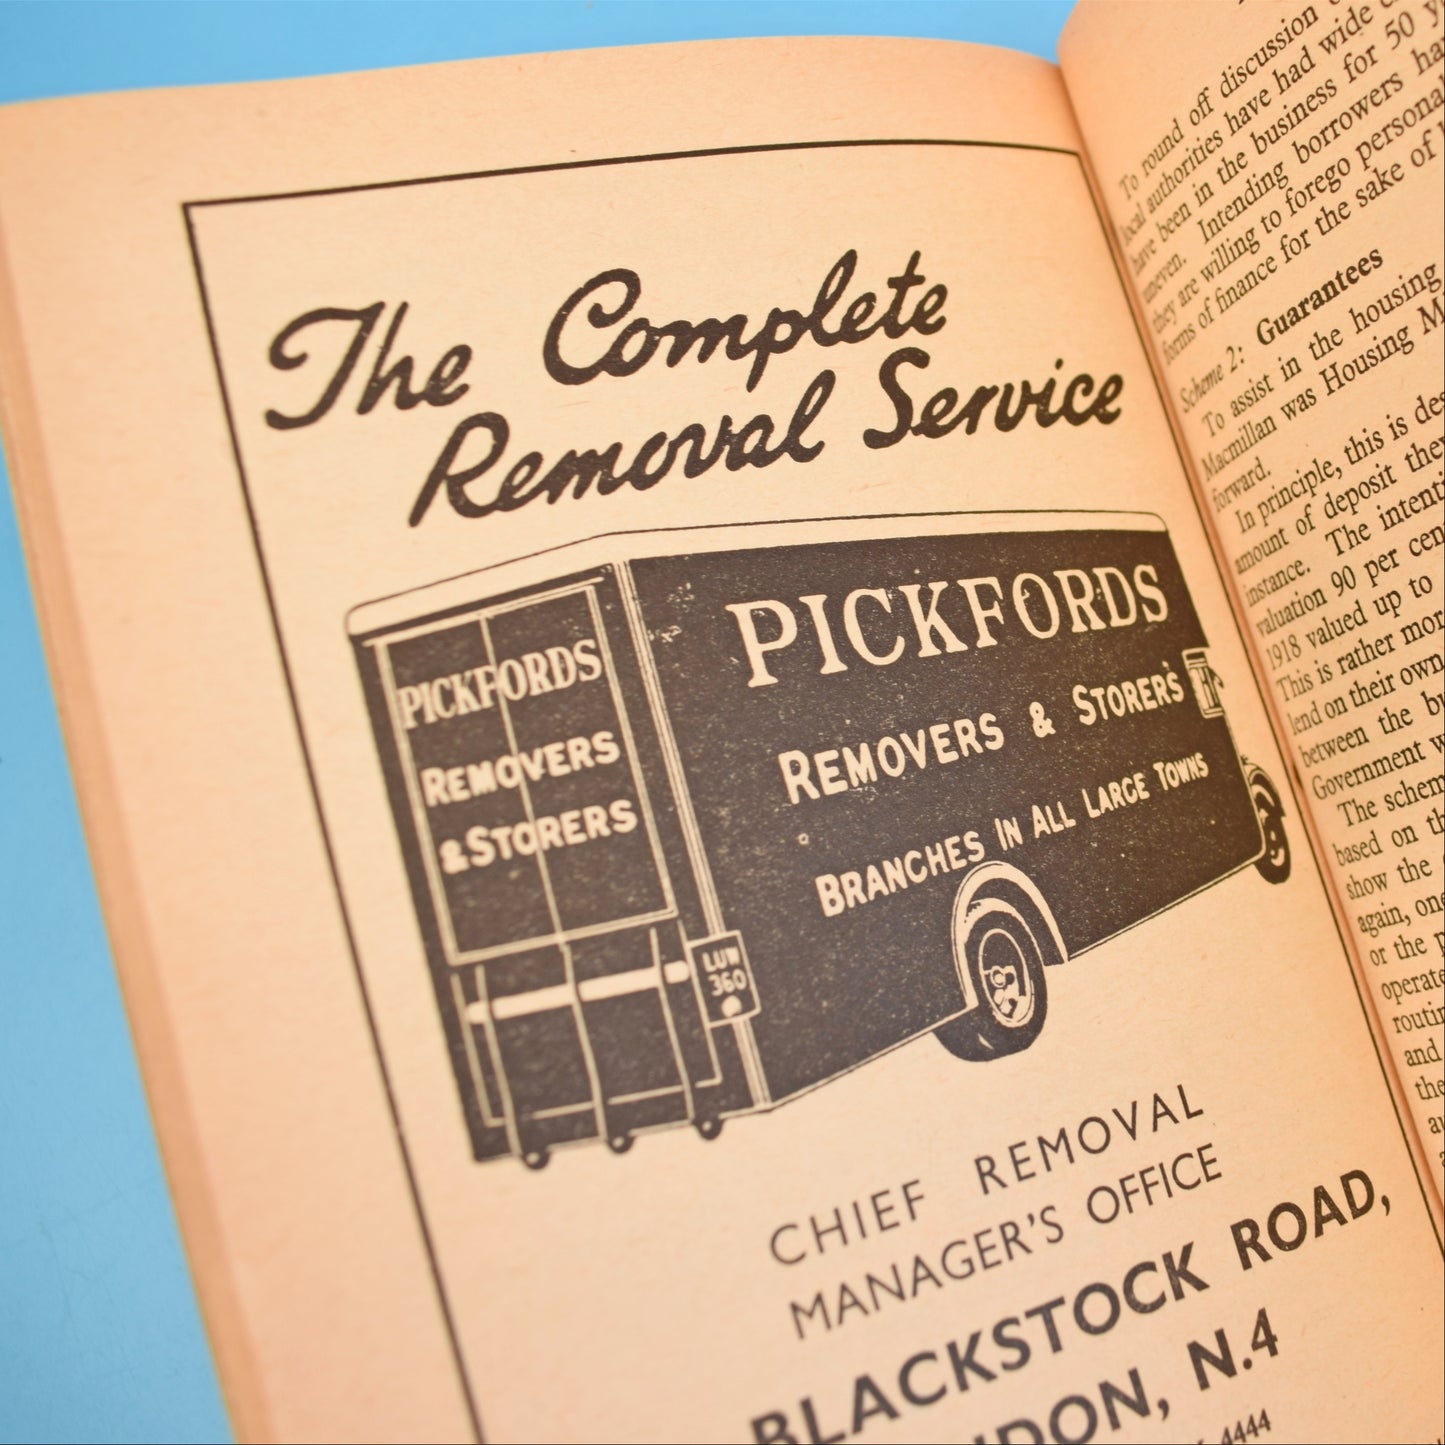 The Complete
Removal Service
PICKFORDS
REMOVERS
& STORERS
PICKFORDS
REMOVERS & STORERS
BRANCHES IN ALL LARGE TOWNS
LUW
360
CHIEF REMOVAL
MANAGER'S OFFICE
BLACKSTOCK ROAD,
N.4
4444
To round off discussion
local authorities have had wide
have been in the business for 50
uneven. Intending borrowers
they are willing to forego personal
forms of finance for the sake of
Scheme 2: Guarantees
To assist in the housing
Macmillan was Housing
forward.
In principle, this is
amount of deposit they
instance. The
valuation 90 per
1918 valued up to
This is rather
lend on their own
between the
Government
The
based on the
show the
again,
or the
and